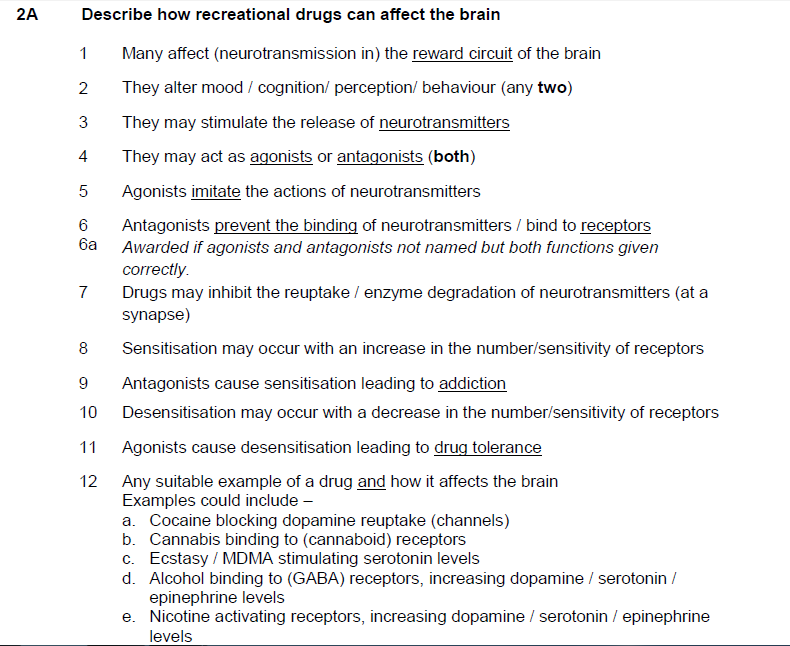 2A Describe how recreational drugs can affect the brain
1 Many affect (neurotransmission in) the reward circuit of the brain
2 They alter mood / cognition/ perception/ behaviour (any two)
3 They may stimulate the release of neurotransmitters
4 They may act as agonists or antagonists (both)
5 Agonists imitate the actions of neurotransmitters
6 Antagonists prevent the binding of neurotransmitters / bind to receptors
6a Awarded if agonists and antagonists not named but both functions given
correctly.
7 Drugs may inhibit the reuptake / enzyme degradation of neurotransmitters (at a
synapse)
8 Sensitisation may occur with an increase in the number/sensitivity of receptors
9 Antagonists cause sensitisation leading to addiction
10 Desensitisation may occur with a decrease in the number/sensitivity of receptors
11 Agonists cause desensitisation leading to drug tolerance
12 Any suitable example of a drug and how it affects the brain
Examples could include –
a. Cocaine blocking dopamine reuptake (channels)
b. Cannabis binding to (cannaboid) receptors
c. Ecstasy / MDMA stimulating serotonin levels
d. Alcohol binding to (GABA) receptors, increasing dopamine / serotonin /
epinephrine levels
e. Nicotine activating receptors, increasing dopamine / serotonin / epinephrine
levels